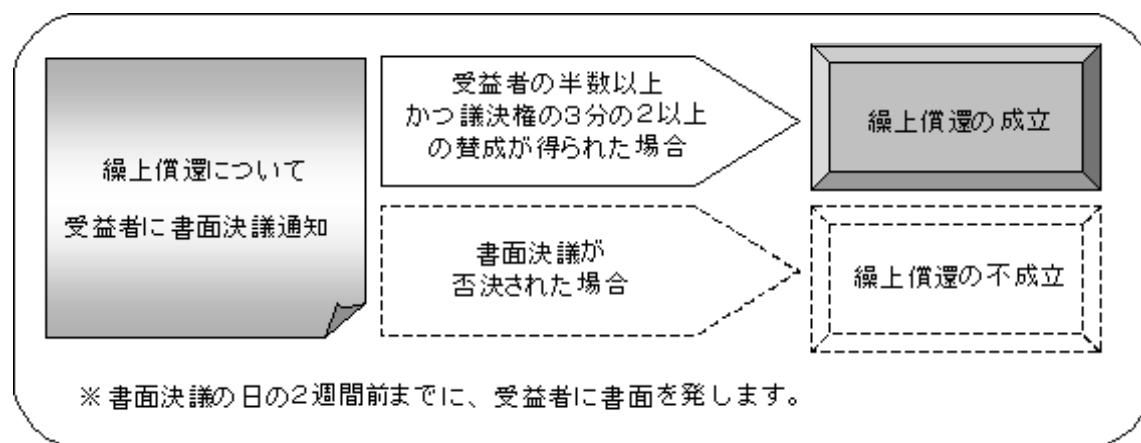 繰上償還について
受益者に書面決議通知
受益者の半数以上
かつ議決権の3分の2以上
の賛成が得られた場合
繰上償還の成立
書面決議が
否決された場合
繰上償還の不成立
※書面決議の日の2週間前までに、受益者に書面を発します。